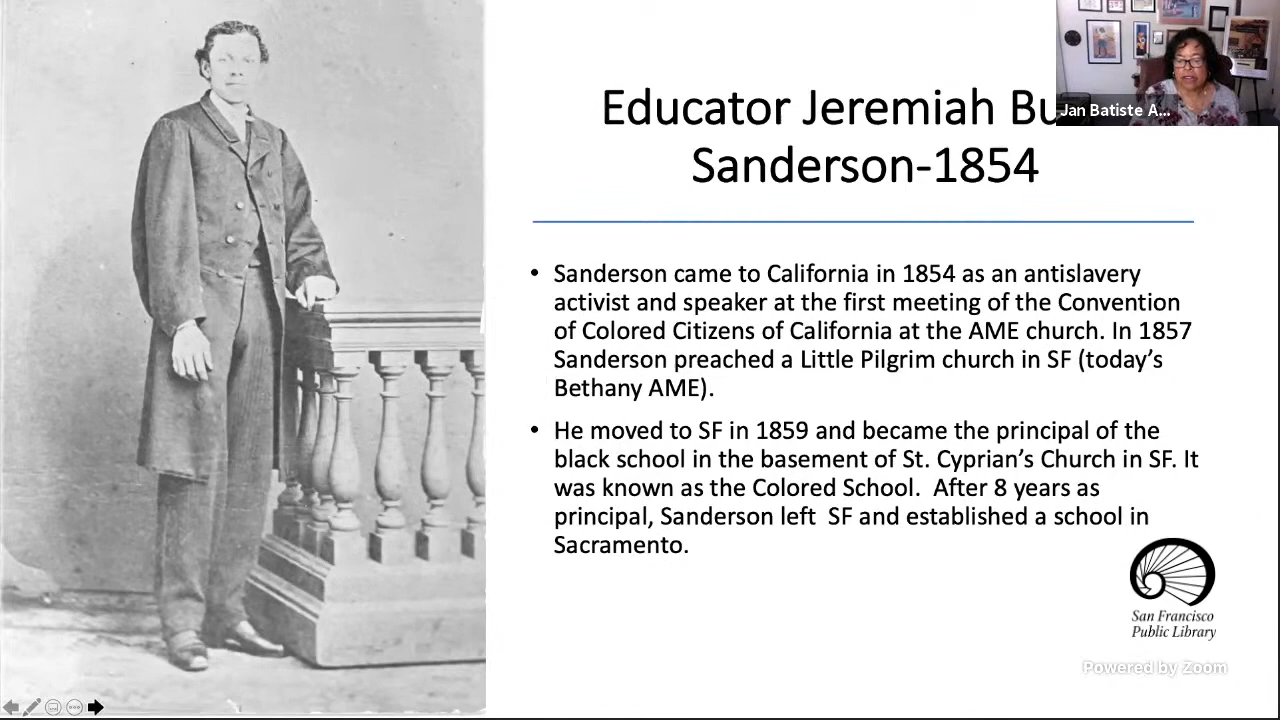 Educator Jeremiah Bu
Sanderson-1854
Jan Batiste A...
• Sanderson came to California in 1854 as an antislavery
activist and speaker at the first meeting of the Convention
of Colored Citizens of California at the AME church. In 1857
Sanderson preached a Little Pilgrim church in SF (today’s
Bethany AME).
• He moved to SF in 1859 and became the principal of the
black school in the basement of St. Cyprian’s Church in SF. It
was known as the Colored School.  After 8 years as
principal, Sanderson left  SF and established a school in
Sacramento.
San Francisco
Public Library
Powered by Zoom